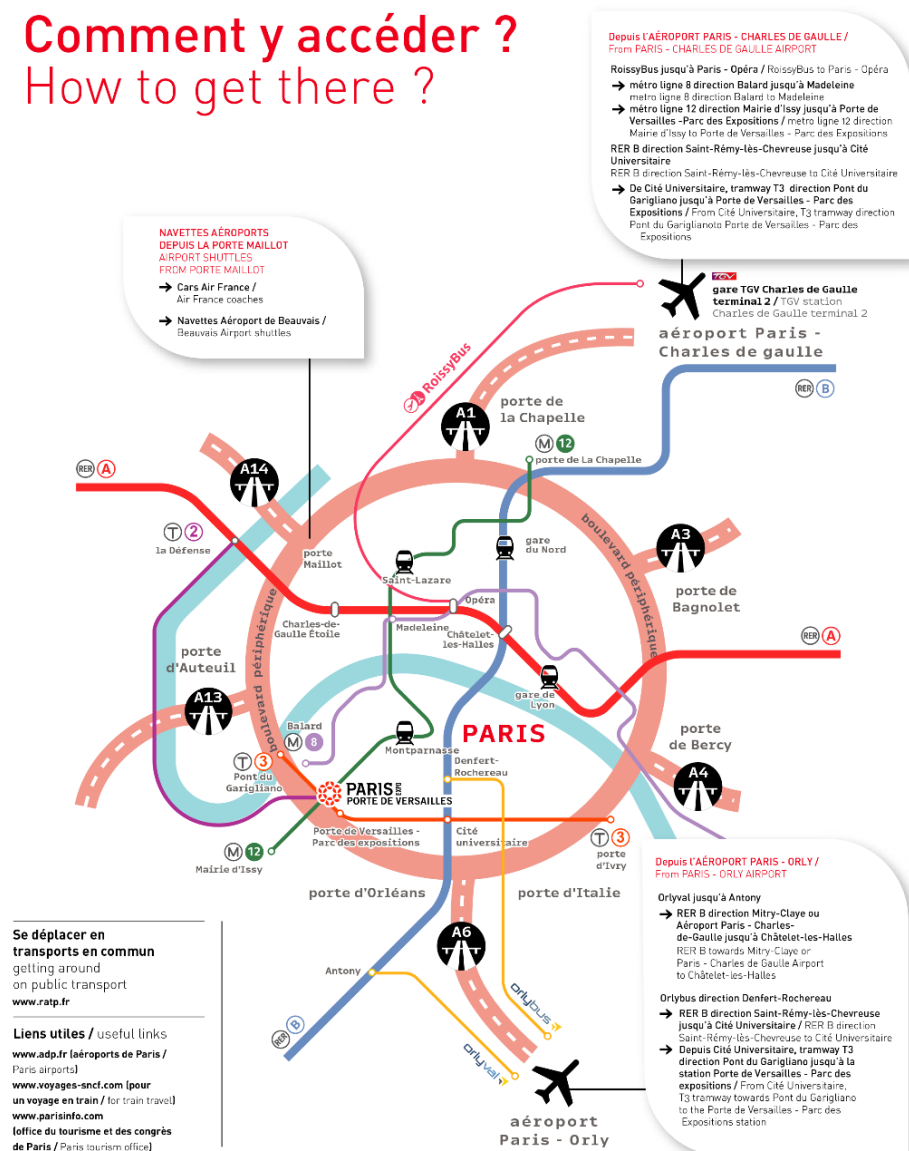 Comment y accéder ?
How to get there ?
Depuis l'AÉROPORT PARIS - CHARLES DE GAULLE /
From PARIS - CHARLES DE GAULLE AIRPORT
RoissyBus jusqu'à Paris - Opéra / RoissyBus to Paris - Opéra
→ métro ligne 8 direction Balard jusqu'à Madeleine
metro ligne 8 direction Balard to Madeleine
→ métro ligne 12 direction Mairie d'Issy jusqu'à Porte de
Versailles -Parc des Expositions / metro ligne 12 direction
Mairie d'Issy to Porte de Versailles - Parc des Expositions
RER B direction Saint-Rémy-lès-Chevreuse jusqu'à Cité
Universitaire
RER B direction Saint-Rémy-lès-Chevreuse to Cité Universitaire
→ De Cité Universitaire, tramway T3 direction Pont du
Garigliano jusqu'à Porte de Versailles - Parc des
Expositions / From Cité Universitaire, T3 tramway direction
Pont du Gariglianoto Porte de Versailles - Parc des
Expositions
NAVETTES AÉROPORTS
DEPUIS LA PORTE MAILLOT
AIRPORT SHUTTLES
FROM PORTE MAILLOT
→ Cars Air France /
Air France coaches
→ Navettes Aéroport de Beauvais /
Beauvais Airport shuttles
TGV
gare TGV Charles de Gaulle
terminal 2 / TGV station
Charles de Gaulle terminal 2
aéroport Paris -
Charles de gaulle
RER B
RoissyBus
A1
porte de
la Chapelle
M 12
porte de La Chapelle
RER A
A14
T 2
la Défense
porte
Maillot
boulevard périphérique
gare
du Nord
A3
porte de
Bagnolet
Saint-Lazare
boulevard périphérique
Opéra
Charles-de-
Gaulle Étoile
Madeleine
Châtelet-
les-Halles
RER A
porte
d'Auteuil
A13
gare de
Lyon
Balard
M 8
PARIS
Montparnasse
porte
de Bercy
A4
T 3
Pont du
Garigliano
Denfert-
Rochereau
PARIS EXPO
PORTE DE VERSAILLES
Porte de Versailles -
Parc des expositions
Cité
universitaire
T 3
porte
d'Ivry
M 12
Mairie d'Issy
porte d'Orléans
porte d'Italie
A6
Antony
orlybus
RER B
orlyval
aéroport
Paris - Orly
Depuis l'AÉROPORT PARIS - ORLY /
From PARIS - ORLY AIRPORT
Orlyval jusqu'à Antony
→ RER B direction Mitry-Claye ou
Aéroport Paris - Charles-
de-Gaulle jusqu'à Châtelet-les-Halles
RER B towards Mitry-Claye or
Paris - Charles de Gaulle Airport
to Châtelet-les-Halles
Orlybus direction Denfert-Rochereau
→ RER B direction Saint-Rémy-lès-Chevreuse
jusqu'à Cité Universitaire / RER B direction
Saint-Rémy-lès-Chevreuse to Cité Universitaire
→ Depuis Cité Universitaire, tramway T3
direction Pont du Garigliano jusqu'à la
station Porte de Versailles - Parc des
expositions / From Cité Universitaire,
T3 tramway towards Pont du Garigliano
to the Porte de Versailles - Parc des
Expositions station
Se déplacer en
transports en commun
getting around
on public transport
www.ratp.fr
Liens utiles / useful links
www.adp.fr (aéroports de Paris /
Paris airports)
www.voyages-sncf.com (pour
un voyage en train / for train travel)
www.parisinfo.com
(office du tourisme et des congrès
de Paris / Paris tourism office)